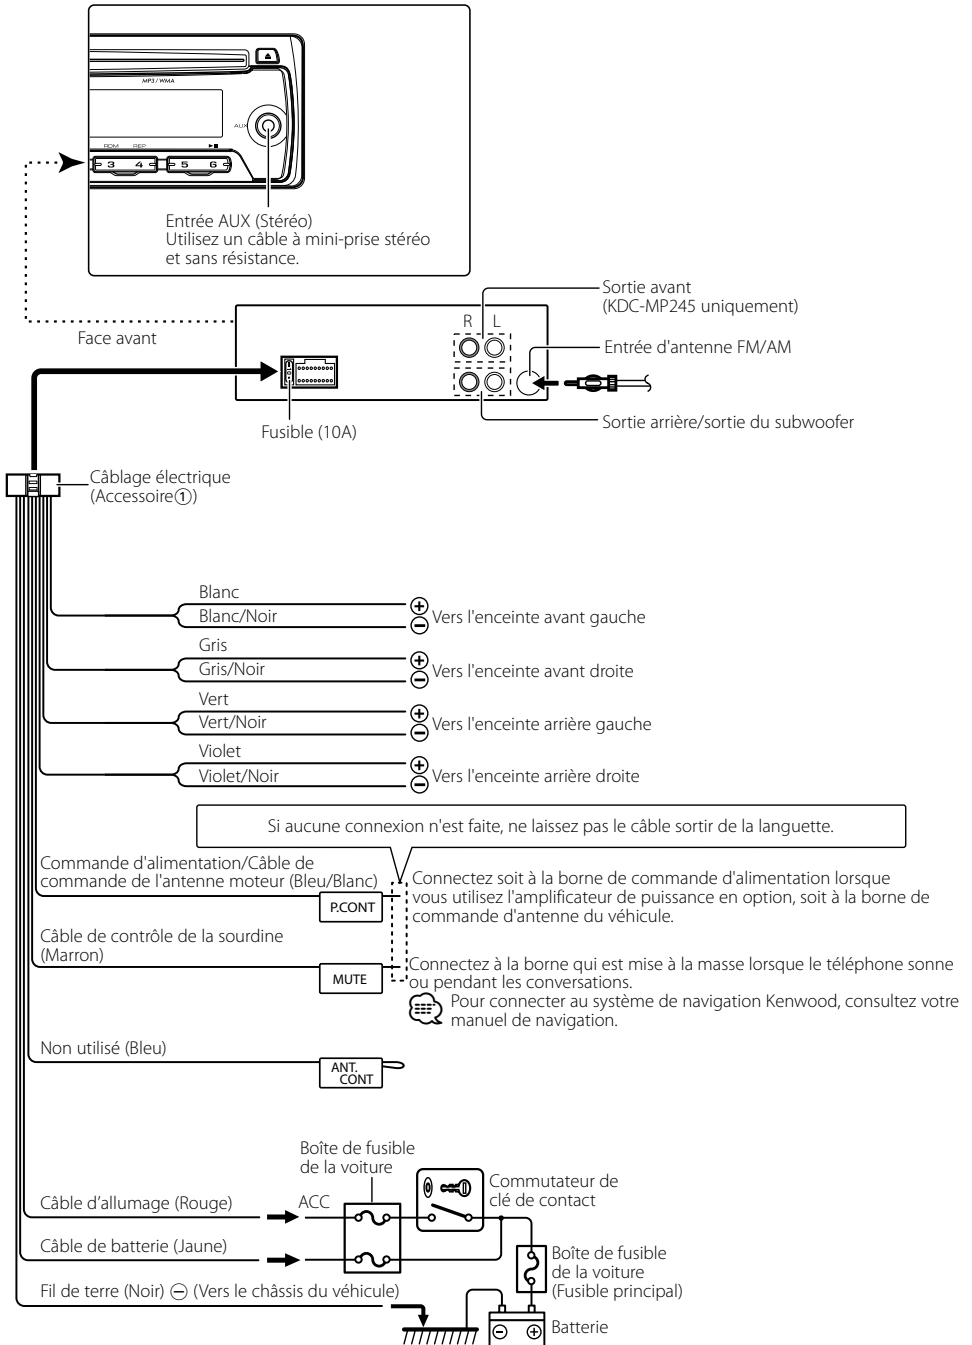 MP3 / WMA
AUX
RDM REP
3 4 5 6
Entrée AUX (Stéréo)
Utilisez un câble à mini-prise stéréo
et sans résistance.
Face avant
R L
Sortie avant
(KDC-MP245 uniquement)
Entrée d'antenne FM/AM
Sortie arrière/sortie du subwoofer
Fusible (10A)
Câblage électrique
(Accessoire①)
Blanc
Blanc/Noir
Vers l'enceinte avant gauche
Gris
Gris/Noir
Vers l'enceinte avant droite
Vert
Vert/Noir
Vers l'enceinte arrière gauche
Violet
Violet/Noir
Vers l'enceinte arrière droite
Si aucune connexion n'est faite, ne laissez pas le câble sortir de la languette.
Commande d'alimentation/Câble de
commande de l'antenne moteur (Bleu/Blanc)
P.CONT
Connectez soit à la borne de commande d'alimentation lorsque
vous utilisez l'amplificateur de puissance en option, soit à la borne de
commande d'antenne du véhicule.
Câble de contrôle de la sourdine
(Marron)
MUTE
Connectez à la borne qui est mise à la masse lorsque le téléphone sonne
ou pendant les conversations.
Pour connecter au système de navigation Kenwood, consultez votre
manuel de navigation.
Non utilisé (Bleu)
ANT.
CONT
Boîte de fusible
de la voiture
Commutateur de
clé de contact
Câble d’allumage (Rouge)
ACC
Câble de batterie (Jaune)
Boîte de fusible
de la voiture
(Fusible principal)
Fil de terre (Noir) ⊖ (Vers le châssis du véhicule)
Batterie